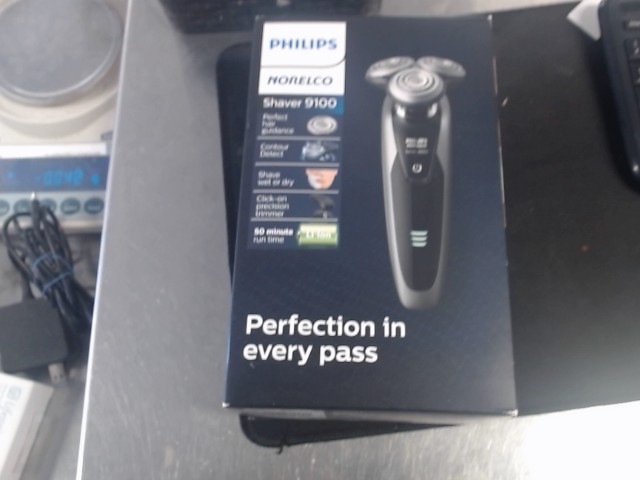 PHILIPS
NORELCO
Shaver 9100
Perfect
hair
guidance
Contour
Detect
Shave
wet or dry
Click-on
precision
trimmer
50 minute
run time
Perfection in
every pass